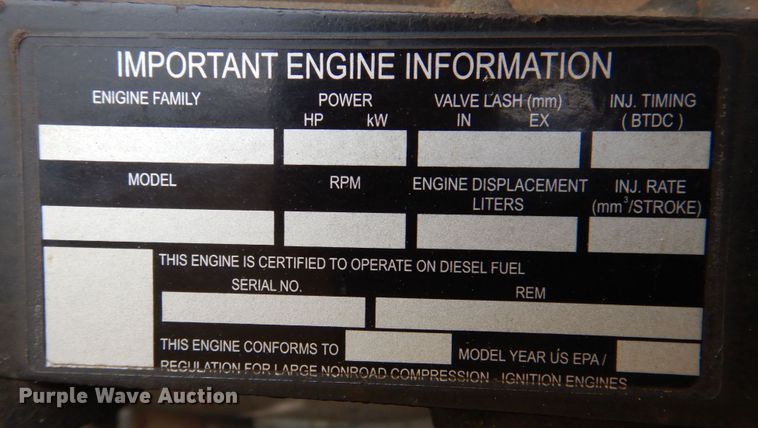 IMPORTANT ENGINE INFORMATION
ENIGINE FAMILY POWER VALVE LASH (mm) INJ. TIMING
HP kW IN EX ( BTDC )
MODEL RPM ENGINE DISPLACEMENT INJ. RATE
LITERS (mm³/STROKE)
THIS ENGINE IS CERTIFIED TO OPERATE ON DIESEL FUEL
SERIAL NO. REM
THIS ENGINE CONFORMS TO MODEL YEAR US EPA /
REGULATION FOR LARGE NONROAD COMPRESSION - IGNITION ENGINES
Purple Wave Auction